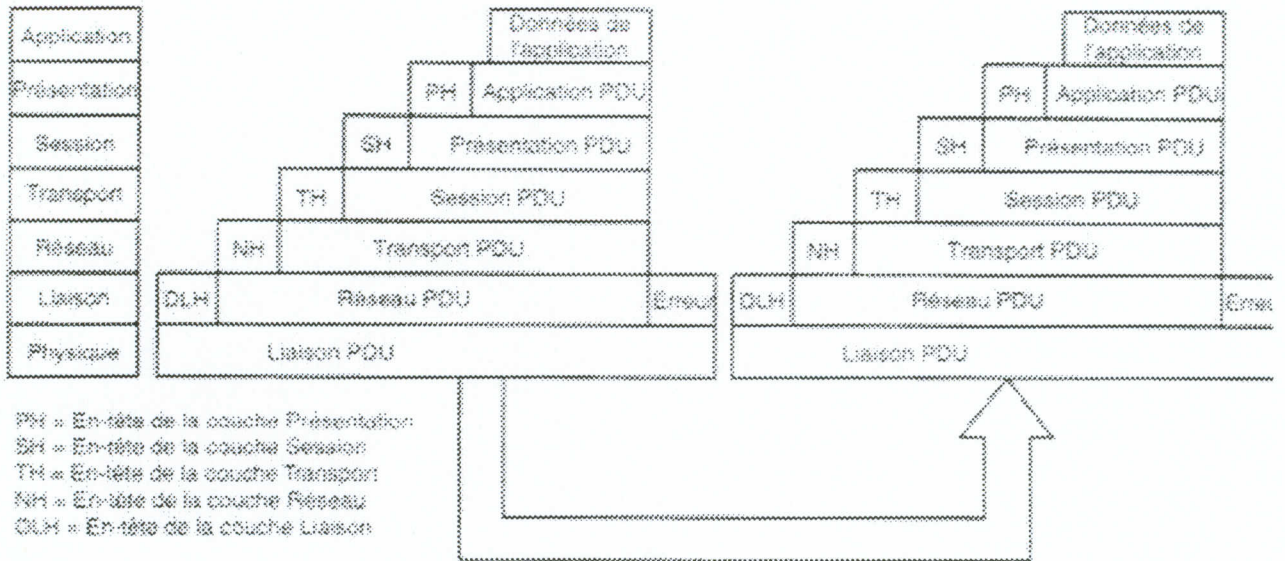 Application
Présentation
Session
Transport
Réseau
Liaison
Physique
Données de
l'application
PH Application PDU
SH Présentation PDU
TH Session PDU
NH Transport PDU
DLH Réseau PDU Erreur
Liaison PDU
Données de
l'application
PH Application PDU
SH Présentation PDU
TH Session PDU
NH Transport PDU
DLH Réseau PDU Erreu
Liaison PDU
PH = En-tête de la couche Présentation
SH = En-tête de la couche Session
TH = En-tête de la couche Transport
NH = En-tête de la couche Réseau
DLH = En-tête de la couche Liaison